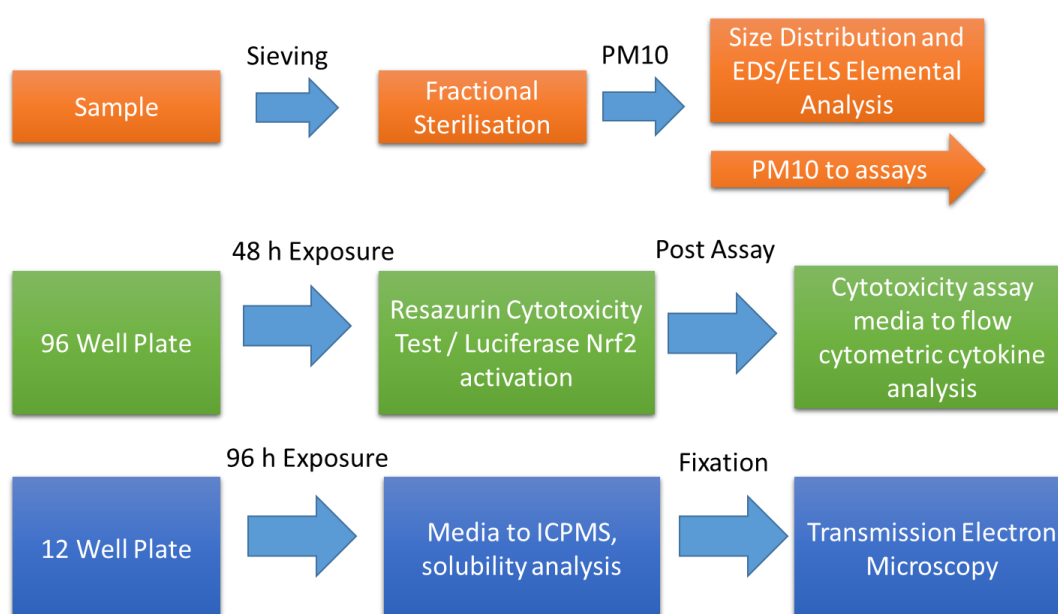 Sieving
PM10
Sample
Fractional
Sterilisation
Size Distribution and
EDS/EELS Elemental
Analysis
PM10 to assays
48 h Exposure
Post Assay
96 Well Plate
Resazurin Cytotoxicity
Test / Luciferase Nrf2
activation
Cytotoxicity assay
media to flow
cytometric cytokine
analysis
96 h Exposure
Fixation
12 Well Plate
Media to ICPMS,
solubility analysis
Transmission Electron
Microscopy